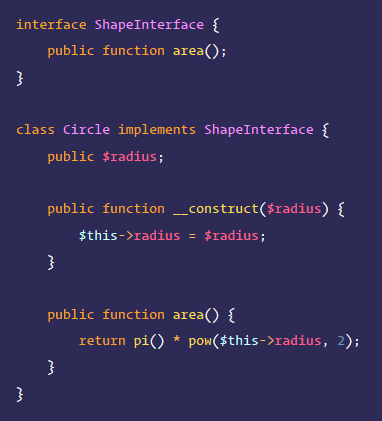 interface ShapeInterface {
    public function area();
}

class Circle implements ShapeInterface {
    public $radius;

    public function __construct($radius) {
        $this->radius = $radius;
    }

    public function area() {
        return pi() * pow($this->radius, 2);
    }
}